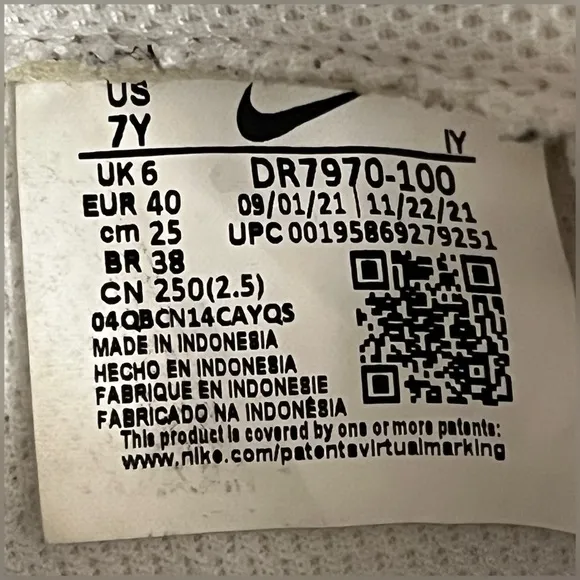 US
7Y
IY
UK 6
DR7970-100
EUR 40
09/01/21 | 11/22/21
cm 25
UPC 00195869279251
BR 38
CN 250(2.5)
04QBCN14CAYQS
MADE IN INDONESIA
HECHO EN INDONESIA
FABRIQUE EN INDONESIE
FABRICADO NA INDONÉSIA
This product is covered by one or more patents:
www.nike.com/patentsvirtualmarking